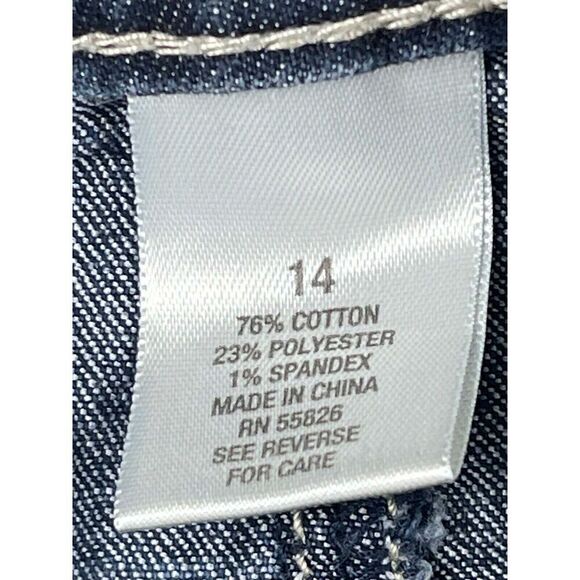 14
76% COTTON
23% POLYESTER
1% SPANDEX
MADE IN CHINA
RN 55826
SEE REVERSE
FOR CARE